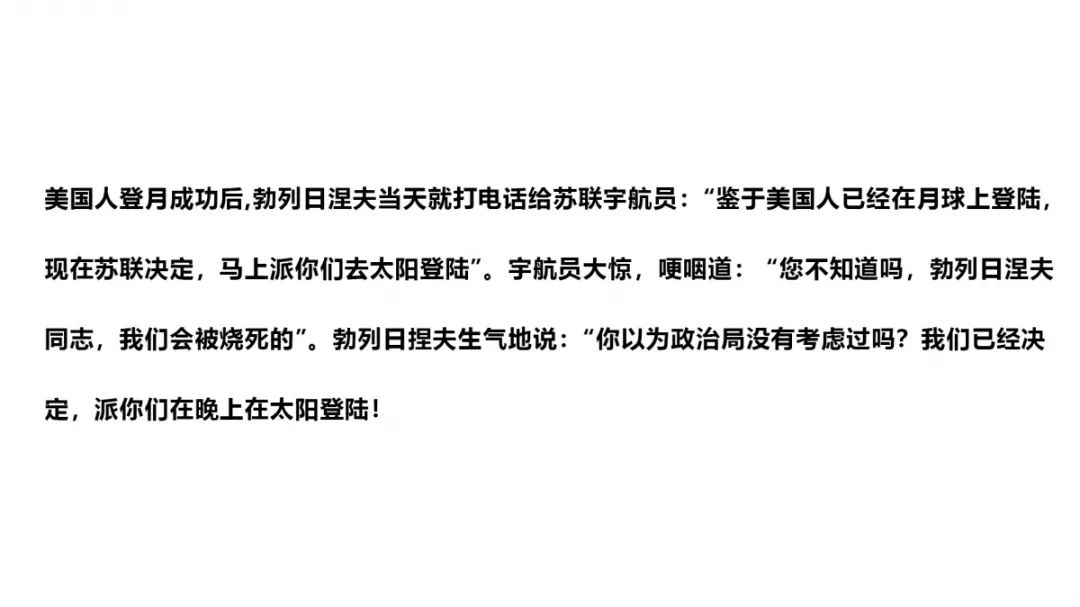 美国人登月成功后,勃列日涅夫当天就打电话给苏联宇航员：“鉴于美国人已经在月球上登陆，
现在苏联决定，马上派你们去太阳登陆”。宇航员大惊，哽咽道：“您不知道吗，勃列日涅夫
同志，我们会被烧死的”。勃列日捏夫生气地说：“你以为政治局没有考虑过吗？我们已经决
定，派你们在晚上在太阳登陆！